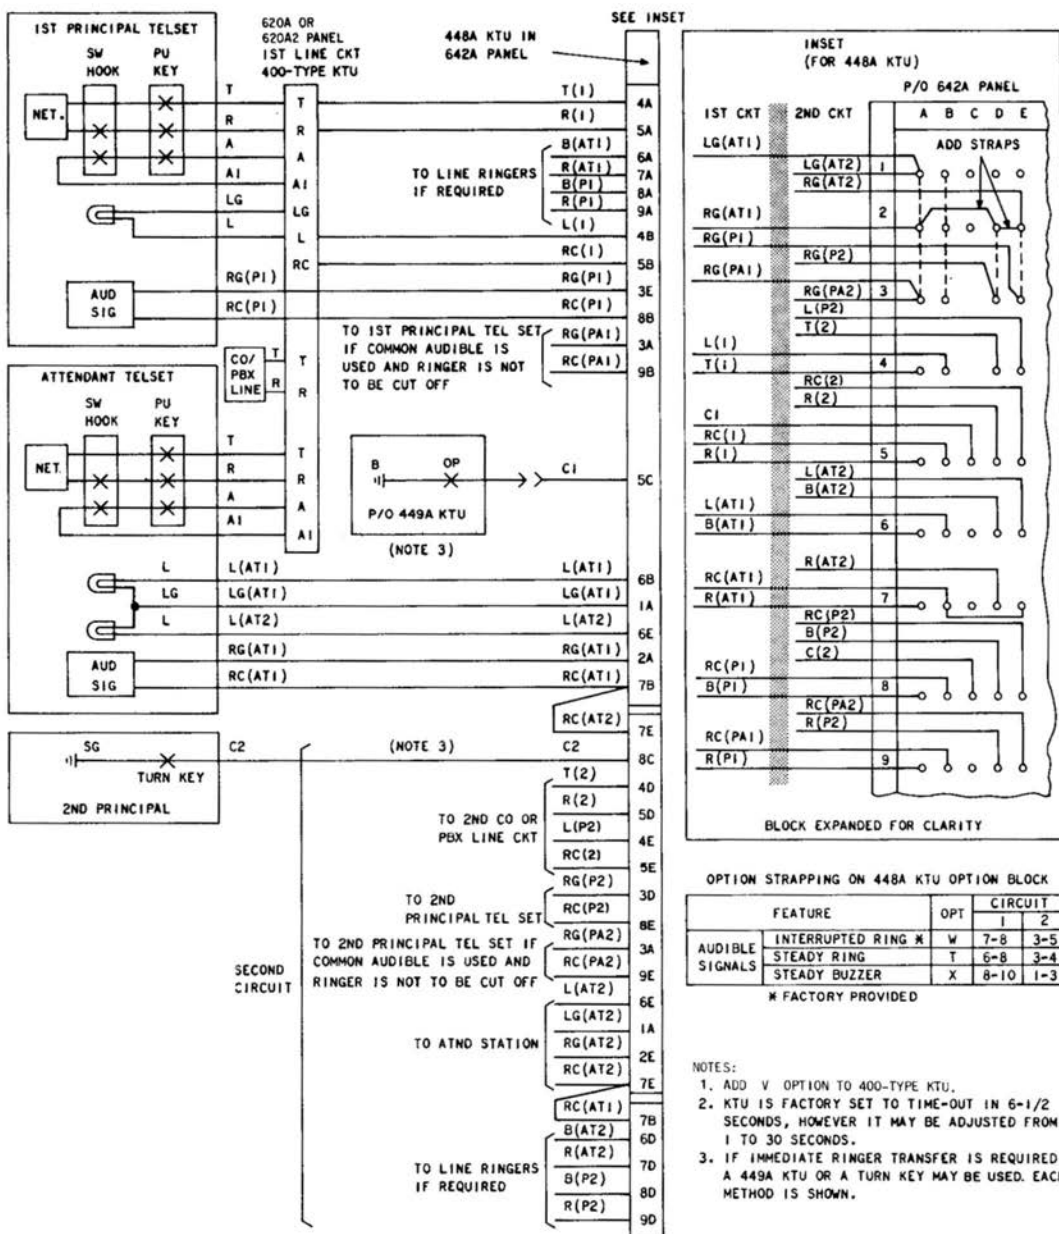 1ST PRINCIPAL TELSET
SW HOOK
PU KEY
NET.
T
R
A
A1
LG
L
RG(P1)
RC(P1)
AUD SIG
620A OR
620A2 PANEL
1ST LINE CKT
400-TYPE KTU
T
R
A
A1
LG
L
RC
CO/ PBX LINE
T
R
T
R
T
R
A
A1
448A KTU IN
642A PANEL
SEE INSET
T(1)
4A
R(1)
5A
TO LINE RINGERS
IF REQUIRED
B(AT1)
6A
R(AT1)
7A
B(P1)
8A
R(P1)
9A
L(1)
4B
RC(1)
5B
RG(P1)
3E
RC(P1)
8B
TO 1ST PRINCIPAL TEL SET
IF COMMON AUDIBLE IS
USED AND RINGER IS NOT
TO BE CUT OFF
RG(PA1)
3A
RC(PA1)
9B
ATTENDANT TELSET
SW HOOK
PU KEY
NET.
T
R
A
A1
B
OP
P/O 449A KTU
(NOTE 3)
C1
5C
L
L(AT1)
L(AT1)
6B
LG
LG(AT1)
LG(AT1)
1A
L
L(AT2)
L(AT2)
6E
AUD SIG
RG(AT1)
RG(AT1)
2A
RC(AT1)
RC(AT1)
7B
RC(AT2)
7E
SG
TURN KEY
2ND PRINCIPAL
C2
(NOTE 3)
C2
8C
SECOND
CIRCUIT
TO 2ND CO OR
PBX LINE CKT
T(2)
4D
R(2)
5D
L(P2)
4E
RC(2)
5E
TO 2ND
PRINCIPAL TEL SET
RG(P2)
3D
RC(P2)
8E
TO 2ND PRINCIPAL TEL SET IF
COMMON AUDIBLE IS USED AND
RINGER IS NOT TO BE CUT OFF
RG(PA2)
3A
RC(PA2)
9E
TO ATND STATION
L(AT2)
6E
LG(AT2)
1A
RG(AT2)
2E
RC(AT2)
7E
RC(AT1)
7B
TO LINE RINGERS
IF REQUIRED
B(AT2)
6D
R(AT2)
7D
B(P2)
8D
R(P2)
9D
INSET
(FOR 448A KTU)
P/O 642A PANEL
1ST CKT
2ND CKT
A B C D E
ADD STRAPS
LG(AT1)
LG(AT2)
1
RG(AT2)
RG(AT1)
2
RG(P1)
RG(P2)
RG(PA1)
RG(PA2)
3
L(P2)
T(2)
L(1)
T(1)
4
RC(2)
R(2)
C1
RC(1)
R(1)
5
L(AT2)
B(AT2)
L(AT1)
B(AT1)
6
R(AT2)
RC(AT1)
R(AT1)
7
RC(P2)
B(P2)
C(2)
RC(P1)
B(P1)
8
RC(PA2)
R(P2)
RC(PA1)
R(P1)
9
BLOCK EXPANDED FOR CLARITY
OPTION STRAPPING ON 448A KTU OPTION BLOCK
FEATURE OPT CIRCUIT
1 2
AUDIBLE SIGNALS
INTERRUPTED RING * W 7-8 3-5
STEADY RING T 6-8 3-4
STEADY BUZZER X 8-10 1-3
* FACTORY PROVIDED
NOTES:
1. ADD V OPTION TO 400-TYPE KTU.
2. KTU IS FACTORY SET TO TIME-OUT IN 6-1/2
SECONDS, HOWEVER IT MAY BE ADJUSTED FROM
1 TO 30 SECONDS.
3. IF IMMEDIATE RINGER TRANSFER IS REQUIRED
A 449A KTU OR A TURN KEY MAY BE USED. EACH
METHOD IS SHOWN.